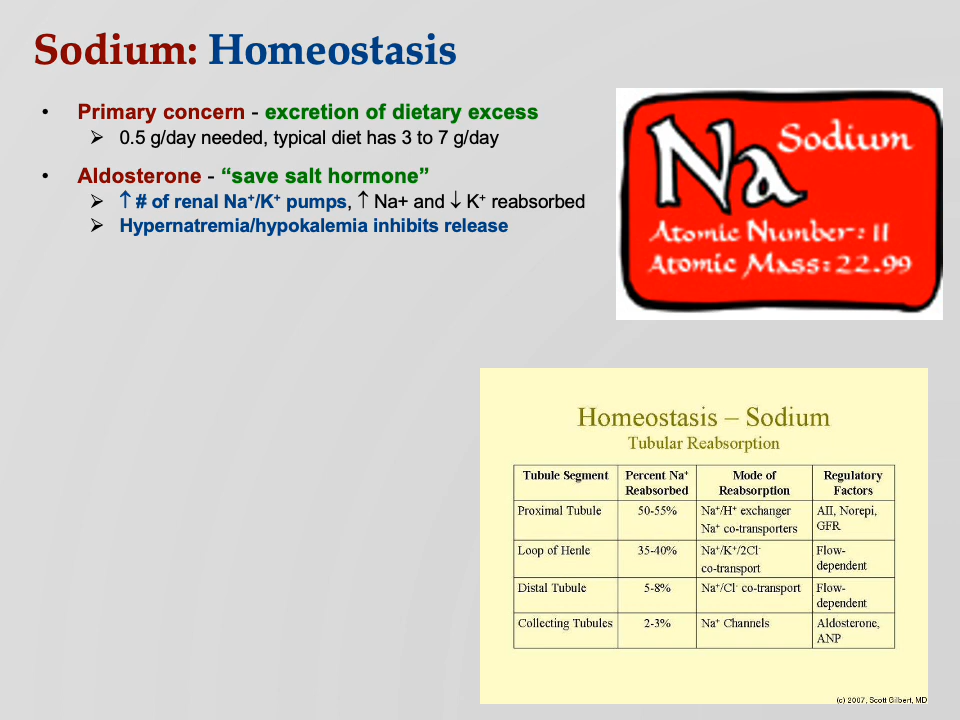 Sodium: Homeostasis
• Primary concern - excretion of dietary excess
➢ 0.5 g/day needed, typical diet has 3 to 7 g/day
• Aldosterone - “save salt hormone”
➢ ↑ # of renal Na⁺/K⁺ pumps, ↑ Na+ and ↓ K⁺ reabsorbed
➢ Hypernatremia/hypokalemia inhibits release
Na Sodium
Atomic Number: 11
Atomic Mass: 22.99
Homeostasis – Sodium
Tubular Reabsorption
Tubule Segment Percent Na⁺ Reabsorbed Mode of Reabsorption Regulatory Factors
Proximal Tubule 50-55% Na⁺/H⁺ exchanger Na⁺ co-transporters AII, Norepi, GFR
Loop of Henle 35-40% Na⁺/K⁺/2Cl⁻ co-transport Flow-dependent
Distal Tubule 5-8% Na⁺/Cl⁻ co-transport Flow-dependent
Collecting Tubules 2-3% Na⁺ Channels Aldosterone, ANP
(c) 2007, Scott Gilbert, MD